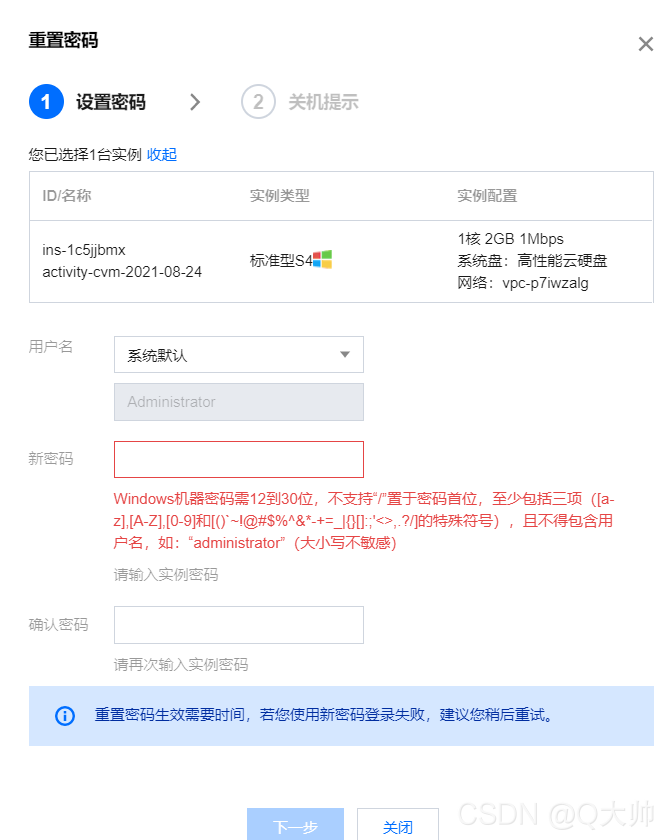 重置密码
1 设置密码 2 关机提示
您已选择1台实例 收起
ID/名称 实例类型 实例配置
ins-1c5jjbmx
activity-cvm-2021-08-24
标准型S4
1核 2GB 1Mbps
系统盘：高性能云硬盘
网络：vpc-p7iwzalg
用户名
系统默认
Administrator
新密码
Windows机器密码需12到30位，不支持“/”置于密码首位，至少包括三项（[a-
z],[A-Z],[0-9]和[()`~!@#$%^&*-+=_|{}[]:;'<>,.?/]的特殊符号），且不得包含用
户名，如：“administrator”（大小写不敏感）
请输入实例密码
确认密码
请再次输入实例密码
重置密码生效需要时间，若您使用新密码登录失败，建议您稍后重试。
下一步 关闭
CSDN @Q大帅